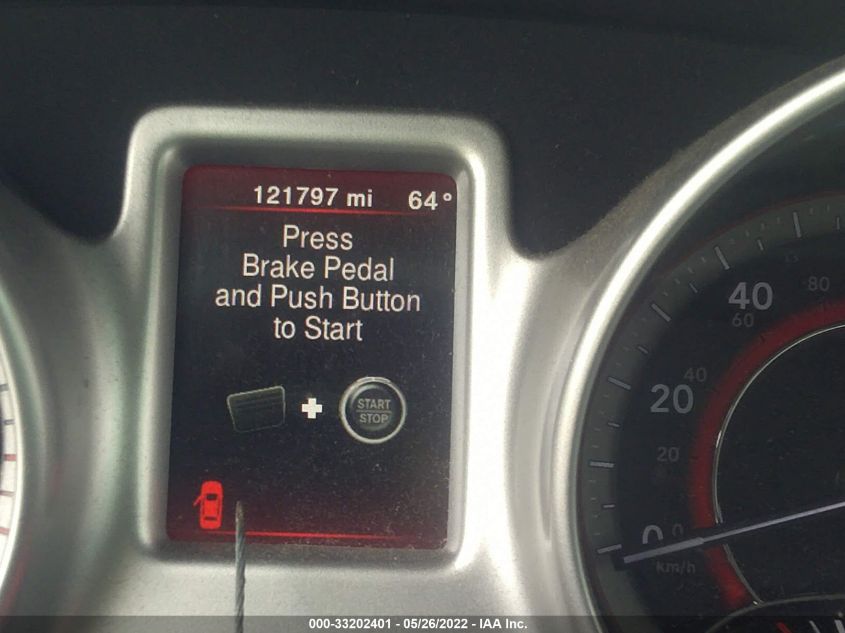 121797 mi 64°
Press
Brake Pedal
and Push Button
to Start
START
STOP
40
80
60
40
20
20
0 0
km/h
000-33202401 - 05/26/2022 - IAA Inc.